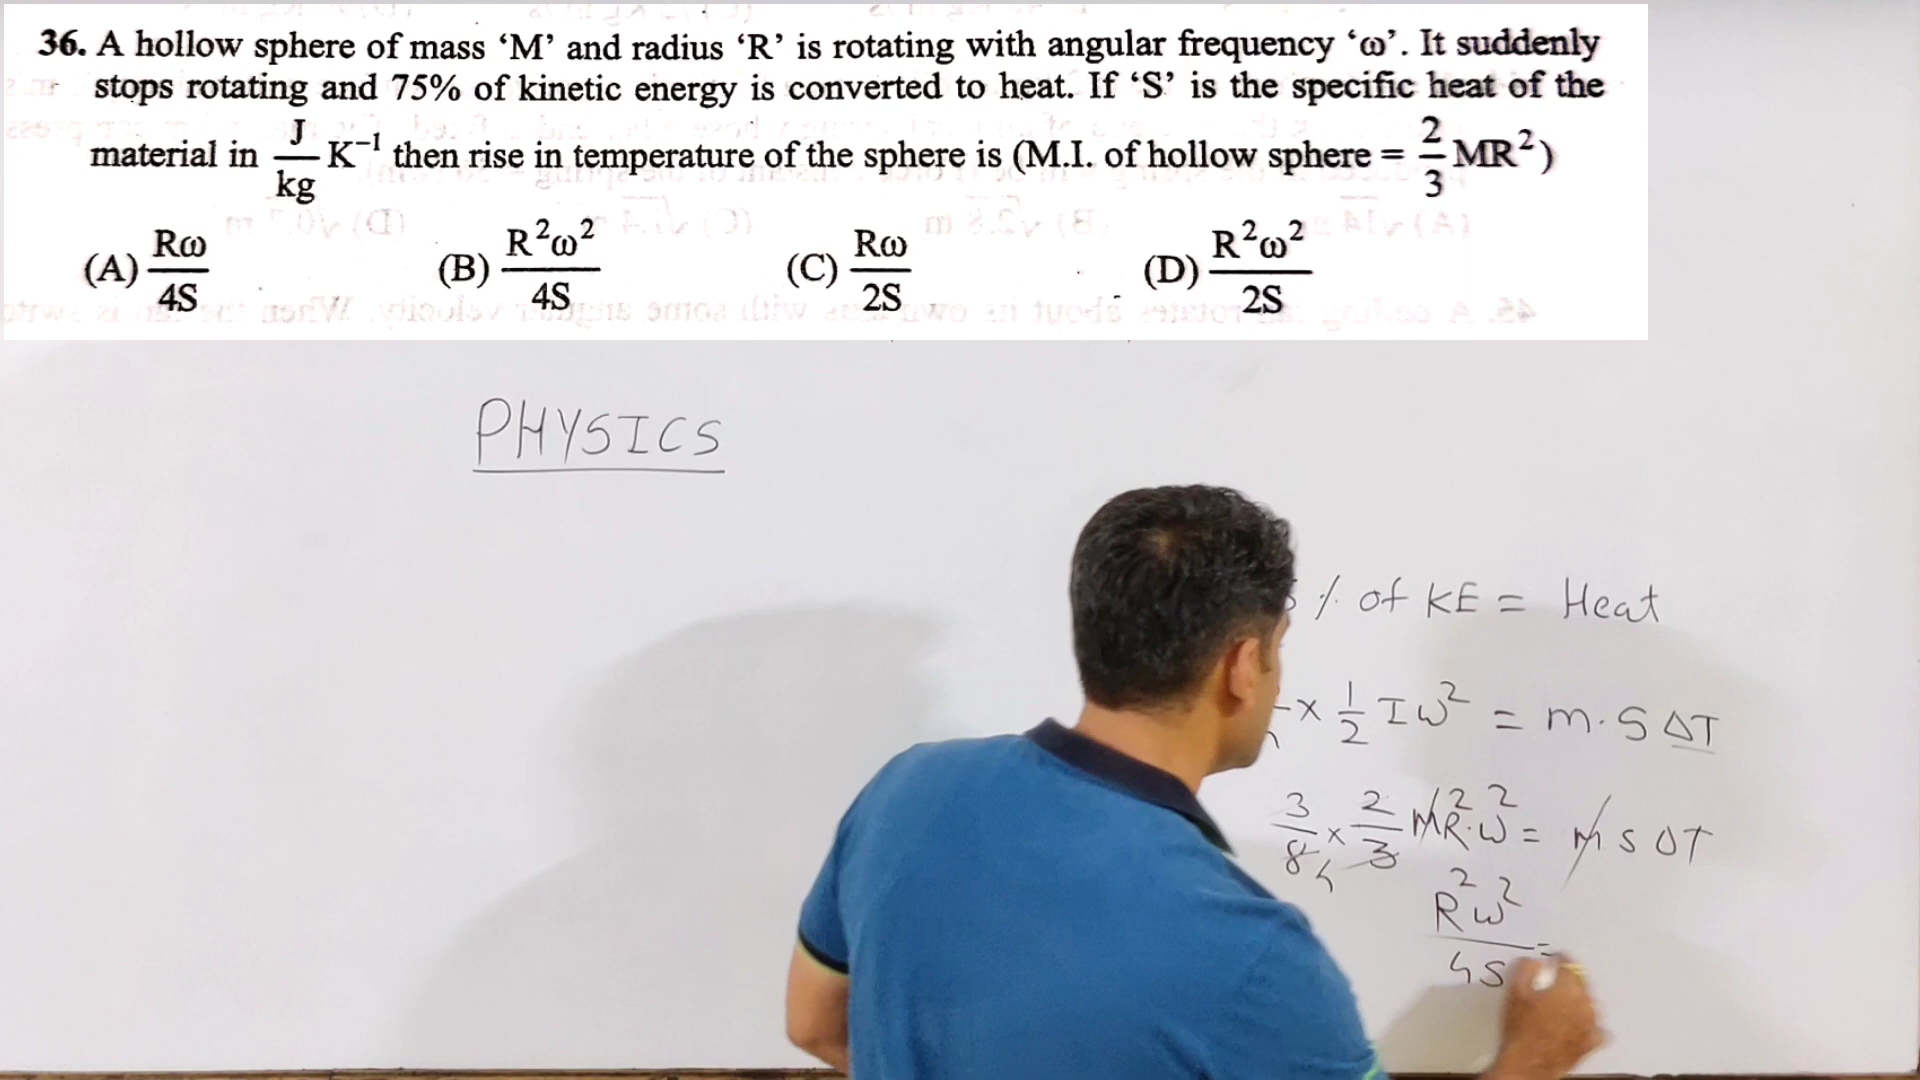 36. A hollow sphere of mass ‘M’ and radius ‘R’ is rotating with angular frequency ‘ω’. It suddenly
stops rotating and 75% of kinetic energy is converted to heat. If ‘S’ is the specific heat of the
material in J/kg K⁻¹ then rise in temperature of the sphere is (M.I. of hollow sphere = 2/3 MR²)
(A) Rω/4S (B) R²ω²/4S (C) Rω/2S (D) R²ω²/2S
PHYSICS
% of KE = Heat
x 1/2 Iω² = m.S ΔT
3/8 x 2/3 MR².ω² = m s ΔT
4
R²ω²/4S =